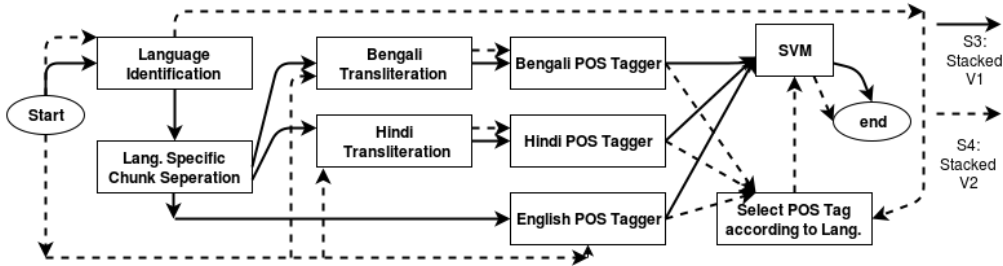 Language
Identification
Bengali
Transliteration
Bengali POS Tagger
SVM
S3:
Stacked
V1
Start
end
Hindi
Transliteration
Hindi POS Tagger
Lang. Specific
Chunk Seperation
S4:
Stacked
V2
English POS Tagger
Select POS Tag
according to Lang.